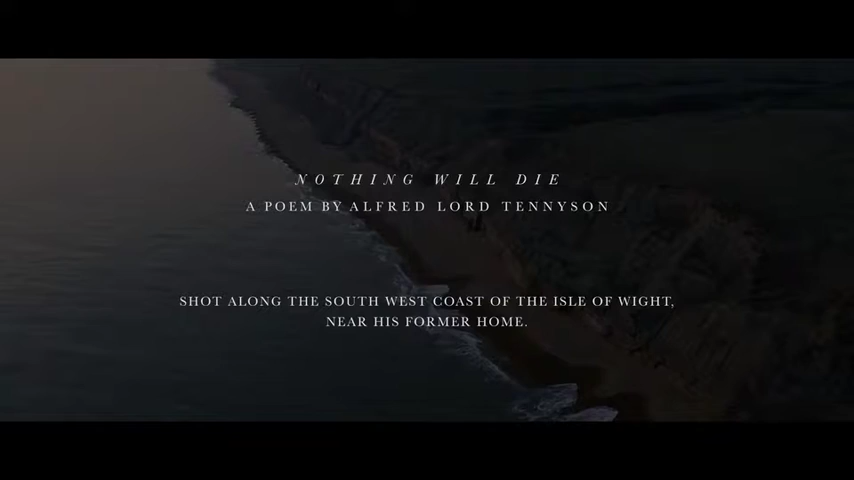 NOTHING WILL DIE
A POEM BY ALFRED LORD TENNYSON
SHOT ALONG THE SOUTH WEST COAST OF THE ISLE OF WIGHT,
NEAR HIS FORMER HOME.